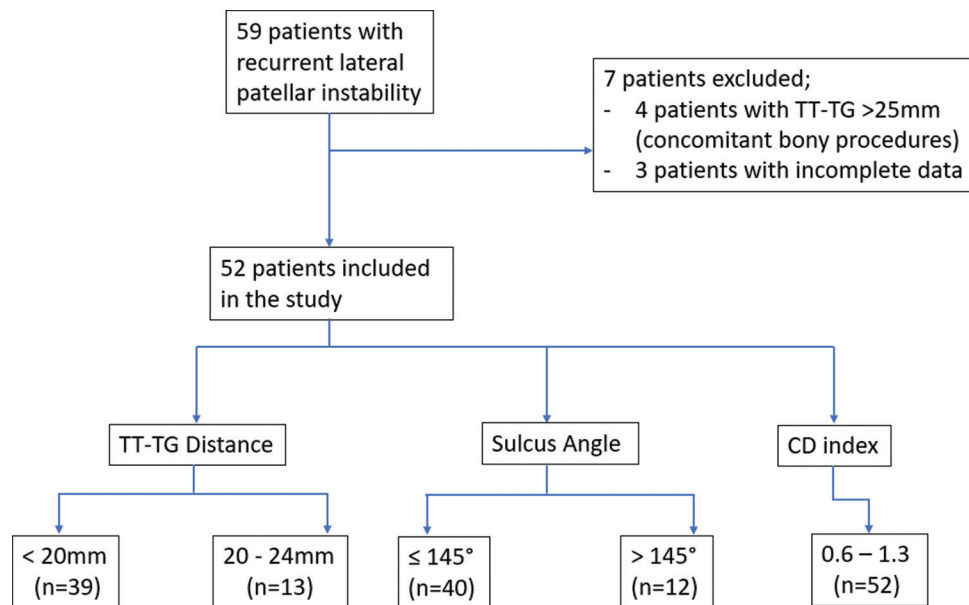 59 patients with
recurrent lateral
patellar instability
7 patients excluded;
- 4 patients with TT-TG >25mm
(concomitant bony procedures)
- 3 patients with incomplete data
52 patients included
in the study
TT-TG Distance
Sulcus Angle
CD index
< 20mm
(n=39)
20 - 24mm
(n=13)
≤ 145°
(n=40)
> 145°
(n=12)
0.6 – 1.3
(n=52)